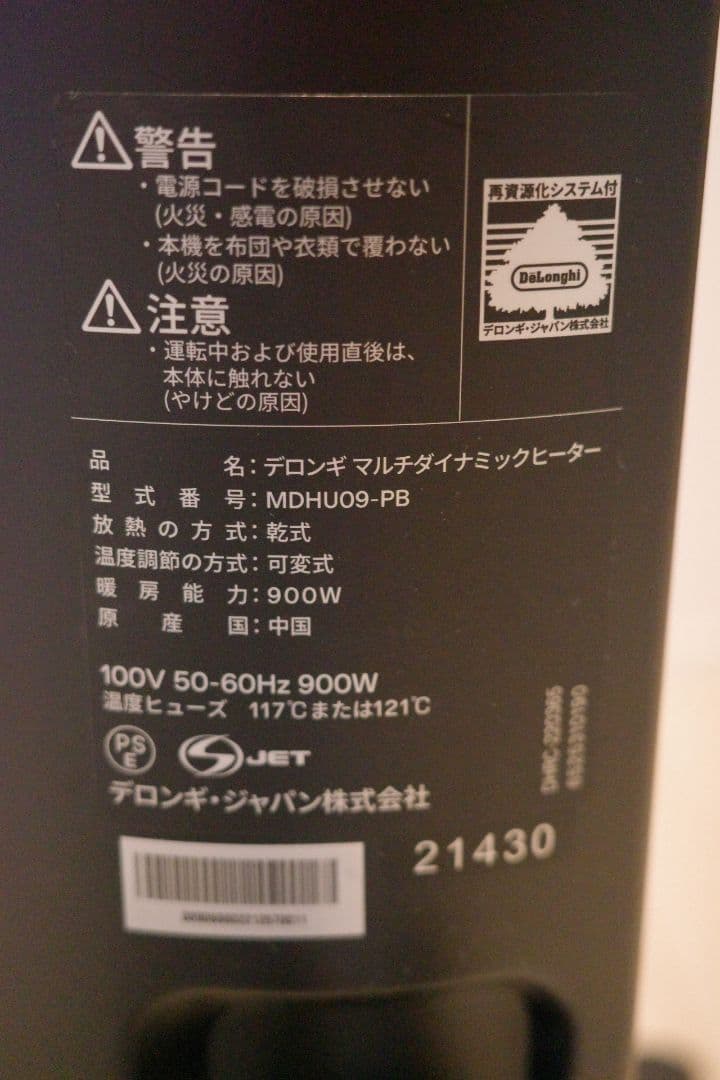 警告
・電源コードを破損させない
(火災・感電の原因)
・本機を布団や衣類で覆わない
(火災の原因)
注意
・運転中および使用直後は、
本体に触れない
(やけどの原因)
再資源化システム付
DeLonghi
デロンギ・ジャパン株式会社
品名：デロンギ マルチダイナミックヒーター
型式番号：MDHU09-PB
放熱の方式：乾式
温度調節の方式：可変式
暖房能力：900W
原産国：中国
100V 50-60Hz 900W
温度ヒューズ 117℃または121℃
PSE
JET
デロンギ・ジャパン株式会社
21430